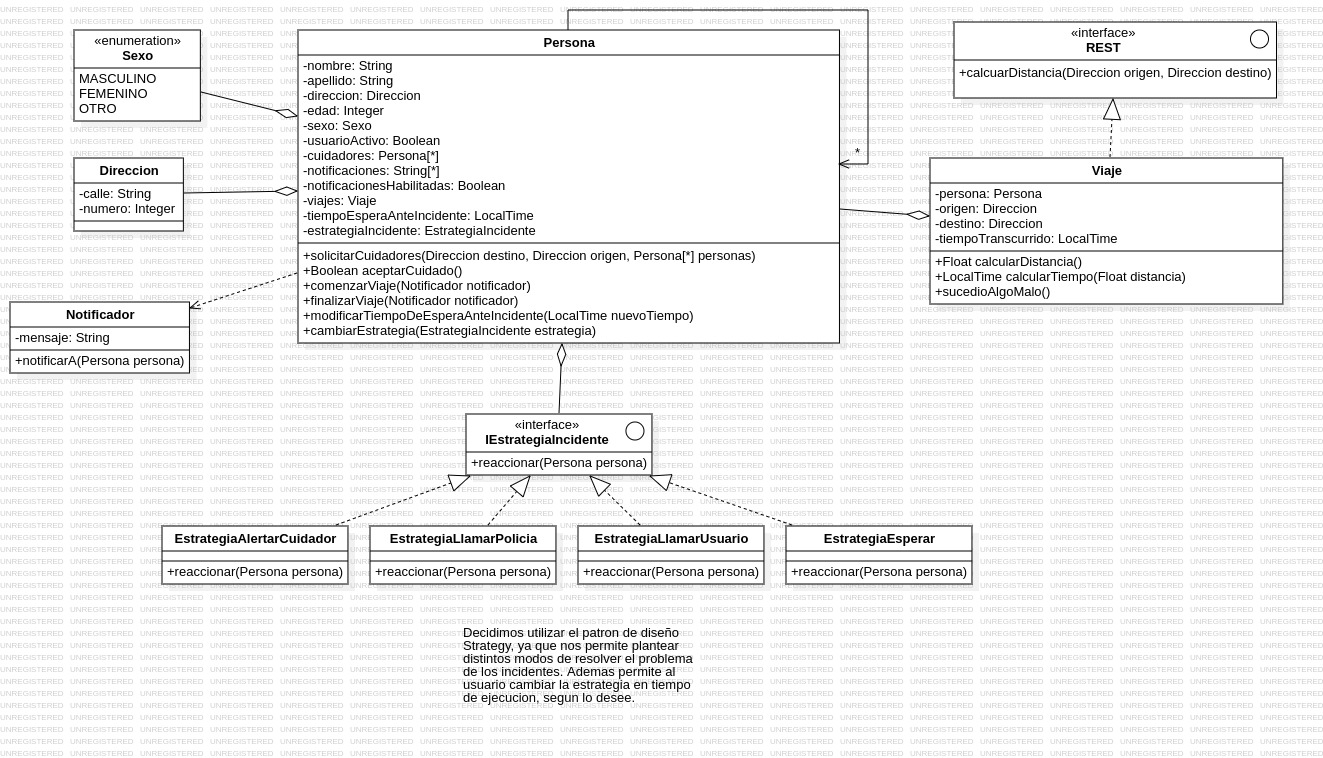 «enumeration»
Sexo
MASCULINO
FEMENINO
OTRO
Direccion
-calle: String
-numero: Integer
Notificador
-mensaje: String
+notificarA(Persona persona)
Persona
-nombre: String
-apellido: String
-direccion: Direccion
-edad: Integer
-sexo: Sexo
-usuarioActivo: Boolean
-cuidadores: Persona[*]
-notificaciones: String[*]
-notificacionesHabilitadas: Boolean
-viajes: Viaje
-tiempoEsperaAnteIncidente: LocalTime
-estrategiaIncidente: EstrategiaIncidente
+solicitarCuidadores(Direccion destino, Direccion origen, Persona[*] personas)
+Boolean aceptarCuidado()
+comenzarViaje(Notificador notificador)
+finalizarViaje(Notificador notificador)
+modificarTiempoDeEsperaAnteIncidente(LocalTime nuevoTiempo)
+cambiarEstrategia(EstrategiaIncidente estrategia)
*
«interface»
REST
+calcuarDistancia(Direccion origen, Direccion destino)
Viaje
-persona: Persona
-origen: Direccion
-destino: Direccion
-tiempoTranscurrido: LocalTime
+Float calcularDistancia()
+LocalTime calcularTiempo(Float distancia)
+sucedioAlgoMalo()
«interface»
IEstrategiaIncidente
+reaccionar(Persona persona)
EstrategiaAlertarCuidador
+reaccionar(Persona persona)
EstrategiaLlamarPolicia
+reaccionar(Persona persona)
EstrategiaLlamarUsuario
+reaccionar(Persona persona)
EstrategiaEsperar
+reaccionar(Persona persona)
Decidimos utilizar el patron de diseño
Strategy, ya que nos permite plantear
distintos modos de resolver el problema
de los incidentes. Ademas permite al
usuario cambiar la estrategia en tiempo
de ejecucion, segun lo desee.
UNREGISTERED